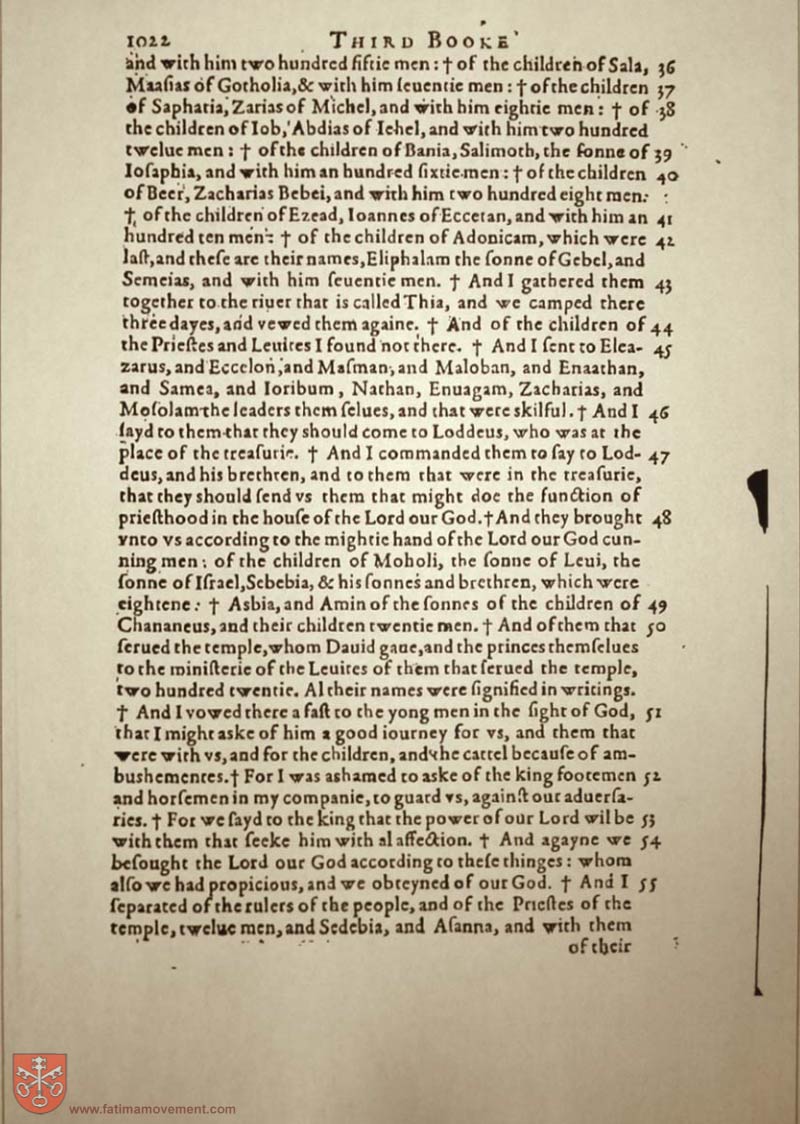 1022 THIRD BOOKE
and with him two hundred fiftie men : † of the children of Sala, 36
Maaſias of Gotholia, & with him ſeuentie men : † of the children 37
of Saphatia, Zarias of Michel, and with him eightie men : † of 38
the children of Iob, Abdias of Iehel, and with him two hundred
twelue men : † of the children of Bania, Salimoth, the ſonne of 39
Ioſaphia, and with him an hundred ſixtie men : † of the children 40
of Beer, Zacharias Bebei, and with him two hundred eight men :
† of the children of Ezead, Ioannes of Eccetan, and with him an 41
hundred ten men : † of the children of Adonicam, which were 42
laſt, and theſe are their names, Eliphalam the ſonne of Gebel, and
Semeias, and with him ſeuentie men. † And I gathered them 43
together to the riuer that is called Thia, and we camped there
three dayes, and vewed them againe. † And of the children of 44
the Prieſtes and Leuites I found not there. † And I ſent to Elea- 45
zarus, and Eccelon, and Maſman, and Maloban, and Enaathan,
and Samea, and Ioribum, Nathan, Enuagam, Zacharias, and
Moſolam the leaders them ſelues, and that were skilful. † And I 46
ſayd to them that they should come to Loddeus, who was at the
place of the treaſurie. † And I commanded them to ſay to Lod- 47
deus, and his brethren, and to them that were in the treaſurie,
that they should ſend vs them that might doe the function of
prieſthood in the houſe of the Lord our God. † And they brought 48
vnto vs according to the mightie hand of the Lord our God cun-
ning men : of the children of Moholi, the ſonne of Leui, the
ſonne of Iſrael, Sebebia, & his ſonnes and brethren, which were
eightene : † Asbia, and Amin of the ſonnes of the children of 49
Chananeus, and their children twentie men. † And of them that 50
ſerued the temple, whom Dauid gaue, and the princes themſelues
to the miniſterie of the Leuites of them that ſerued the temple,
two hundred twentie. Al their names were ſignified in writings.
† And I vowed there a faſt to the yong men in the ſight of God, 51
that I might aske of him a good iourney for vs, and them that
were with vs, and for the children, and the cattel becauſe of am-
bushementes. † For I was ashamed to aske of the king footemen 52
and horſemen in my companie, to guard vs, againſt our aduerſa-
ries. † For we ſayd to the king that the power of our Lord wil be 53
with them that ſeeke him with al affection. † And agayne we 54
beſought the Lord our God according to theſe thinges : whom
alſo we had propicious, and we obteyned of our God. † And I 55
ſeparated of the rulers of the people, and of the Prieſtes of the
temple, twelue men, and Sedebia, and Aſanna, and with them
of their
www.fatimamovement.com